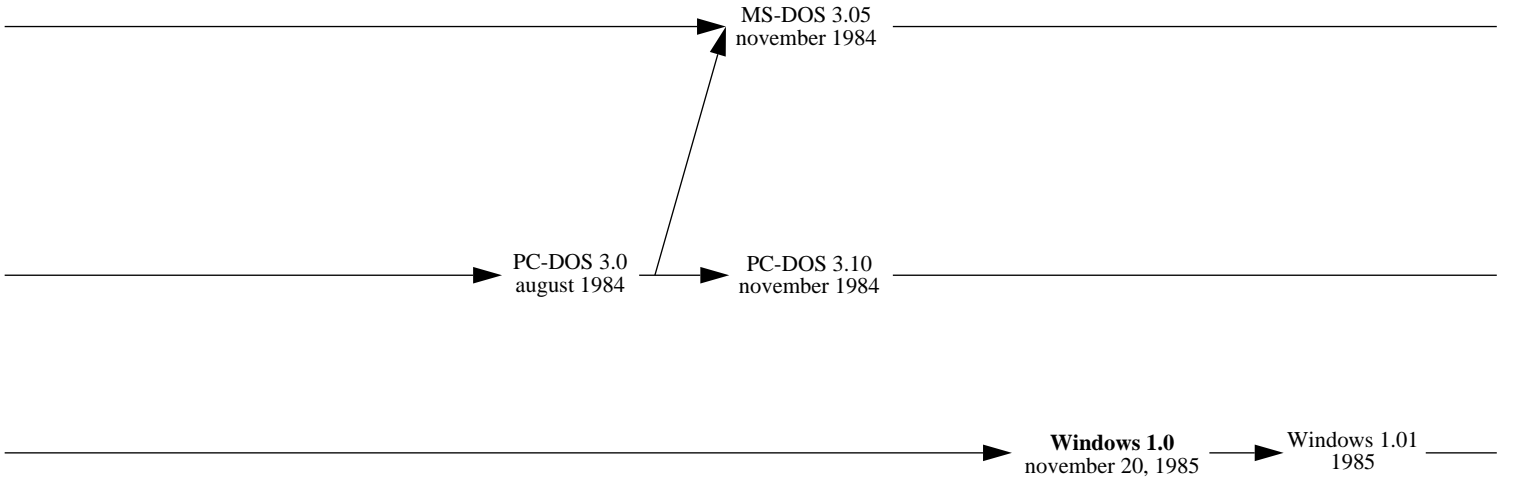 MS-DOS 3.05
november 1984
PC-DOS 3.0
august 1984
PC-DOS 3.10
november 1984
Windows 1.0
november 20, 1985
Windows 1.01
1985